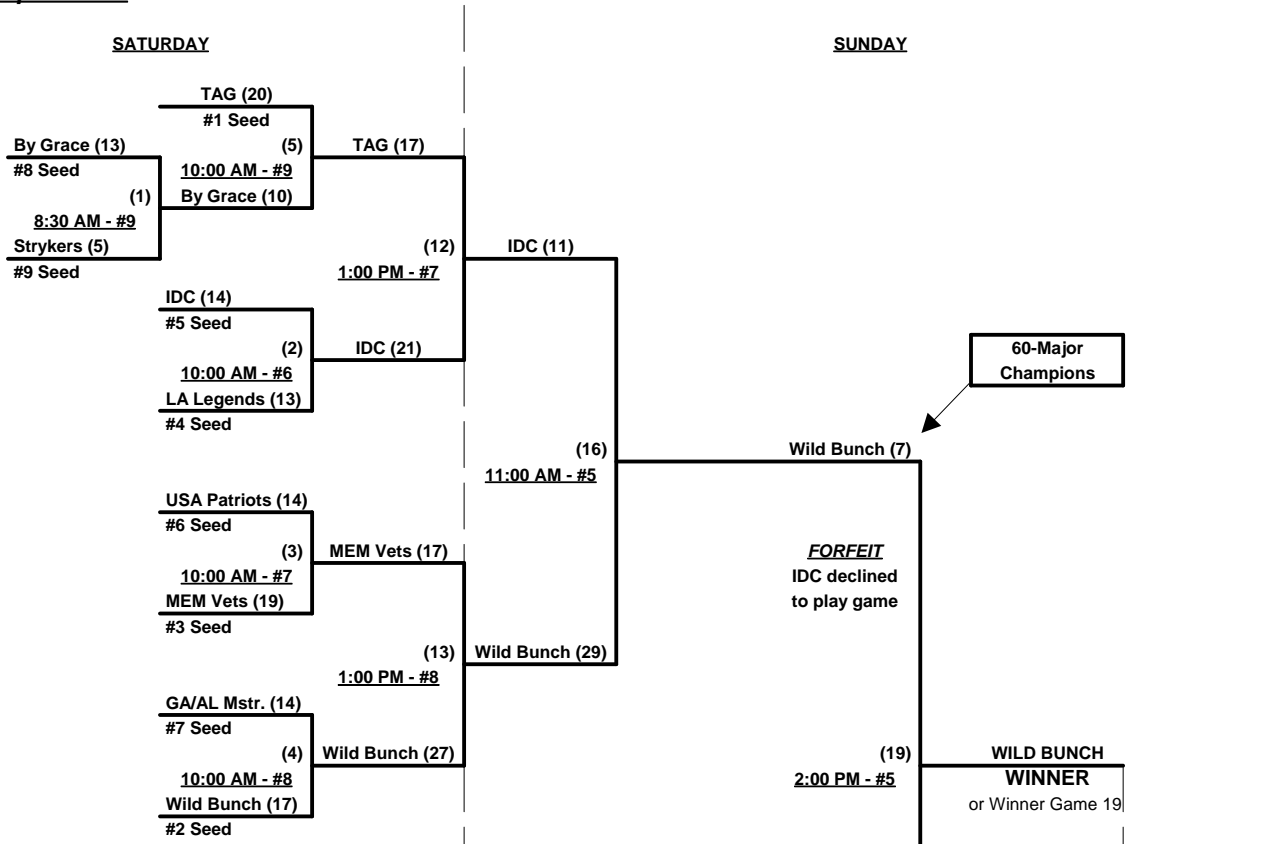 SATURDAY
SUNDAY
TAG (20)
#1 Seed
By Grace (13)
(5)
TAG (17)
#8 Seed
10:00 AM - #9
(1)
By Grace (10)
8:30 AM - #9
Strykers (5)
(12)
IDC (11)
#9 Seed
1:00 PM - #7
IDC (14)
#5 Seed
(2)
IDC (21)
60-Major
Champions
10:00 AM - #6
LA Legends (13)
#4 Seed
(16)
Wild Bunch (7)
11:00 AM - #5
USA Patriots (14)
#6 Seed
(3)
MEM Vets (17)
FORFEIT
10:00 AM - #7
IDC declined
to play game
MEM Vets (19)
#3 Seed
(13)
Wild Bunch (29)
1:00 PM - #8
GA/AL Mstr. (14)
#7 Seed
(4)
Wild Bunch (27)
(19)
WILD BUNCH
10:00 AM - #8
2:00 PM - #5
WINNER
Wild Bunch (17)
or Winner Game 19
#2 Seed